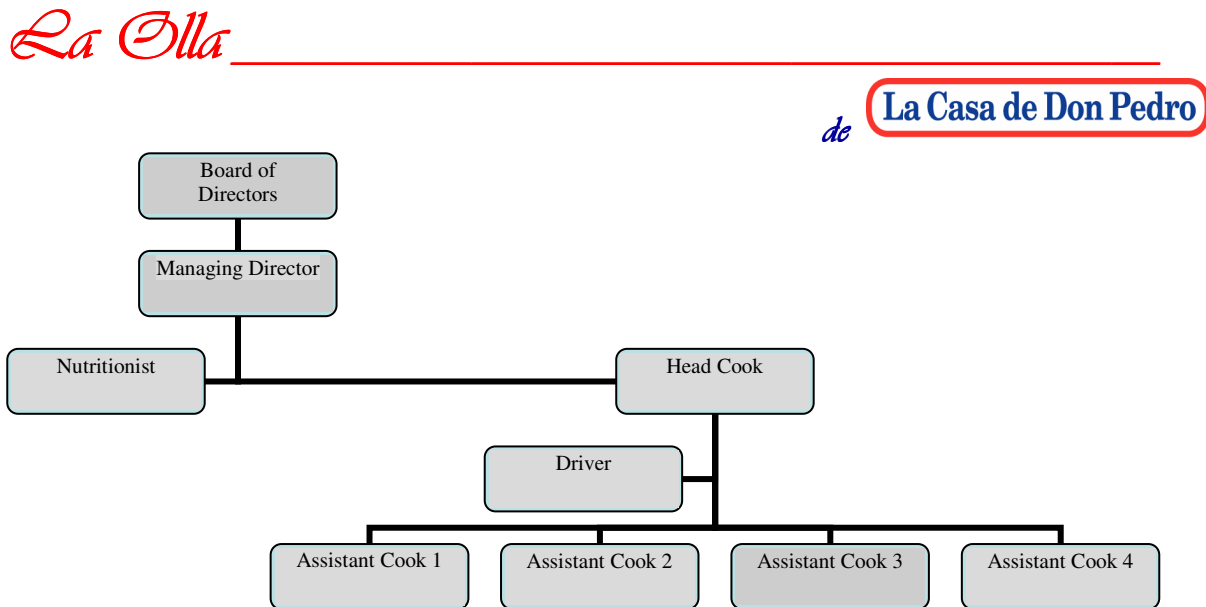 La Olla
de La Casa de Don Pedro
Board of
Directors
Managing Director
Nutritionist
Head Cook
Driver
Assistant Cook 1
Assistant Cook 2
Assistant Cook 3
Assistant Cook 4